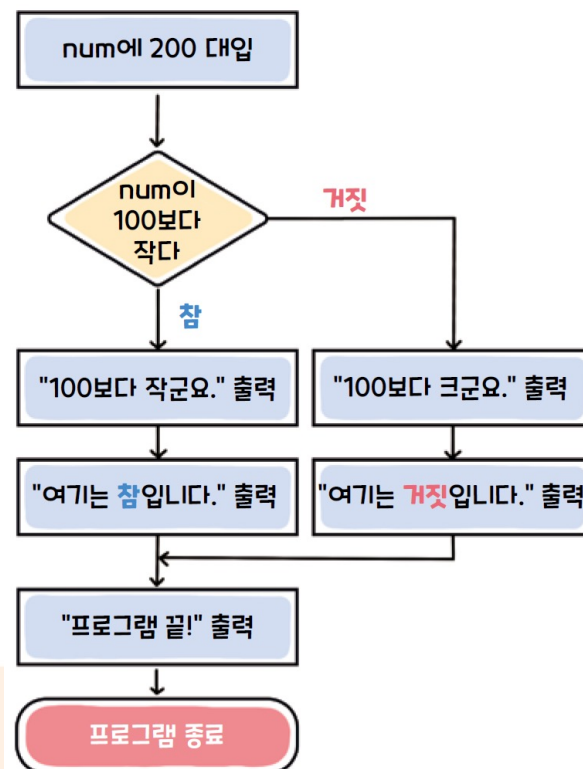 num에 200 대입
num이
100보다
작다
거짓
참
"100보다 작군요." 출력
"100보다 크군요." 출력
"여기는 참입니다." 출력
"여기는 거짓입니다." 출력
"프로그램 끝!" 출력
프로그램 종료